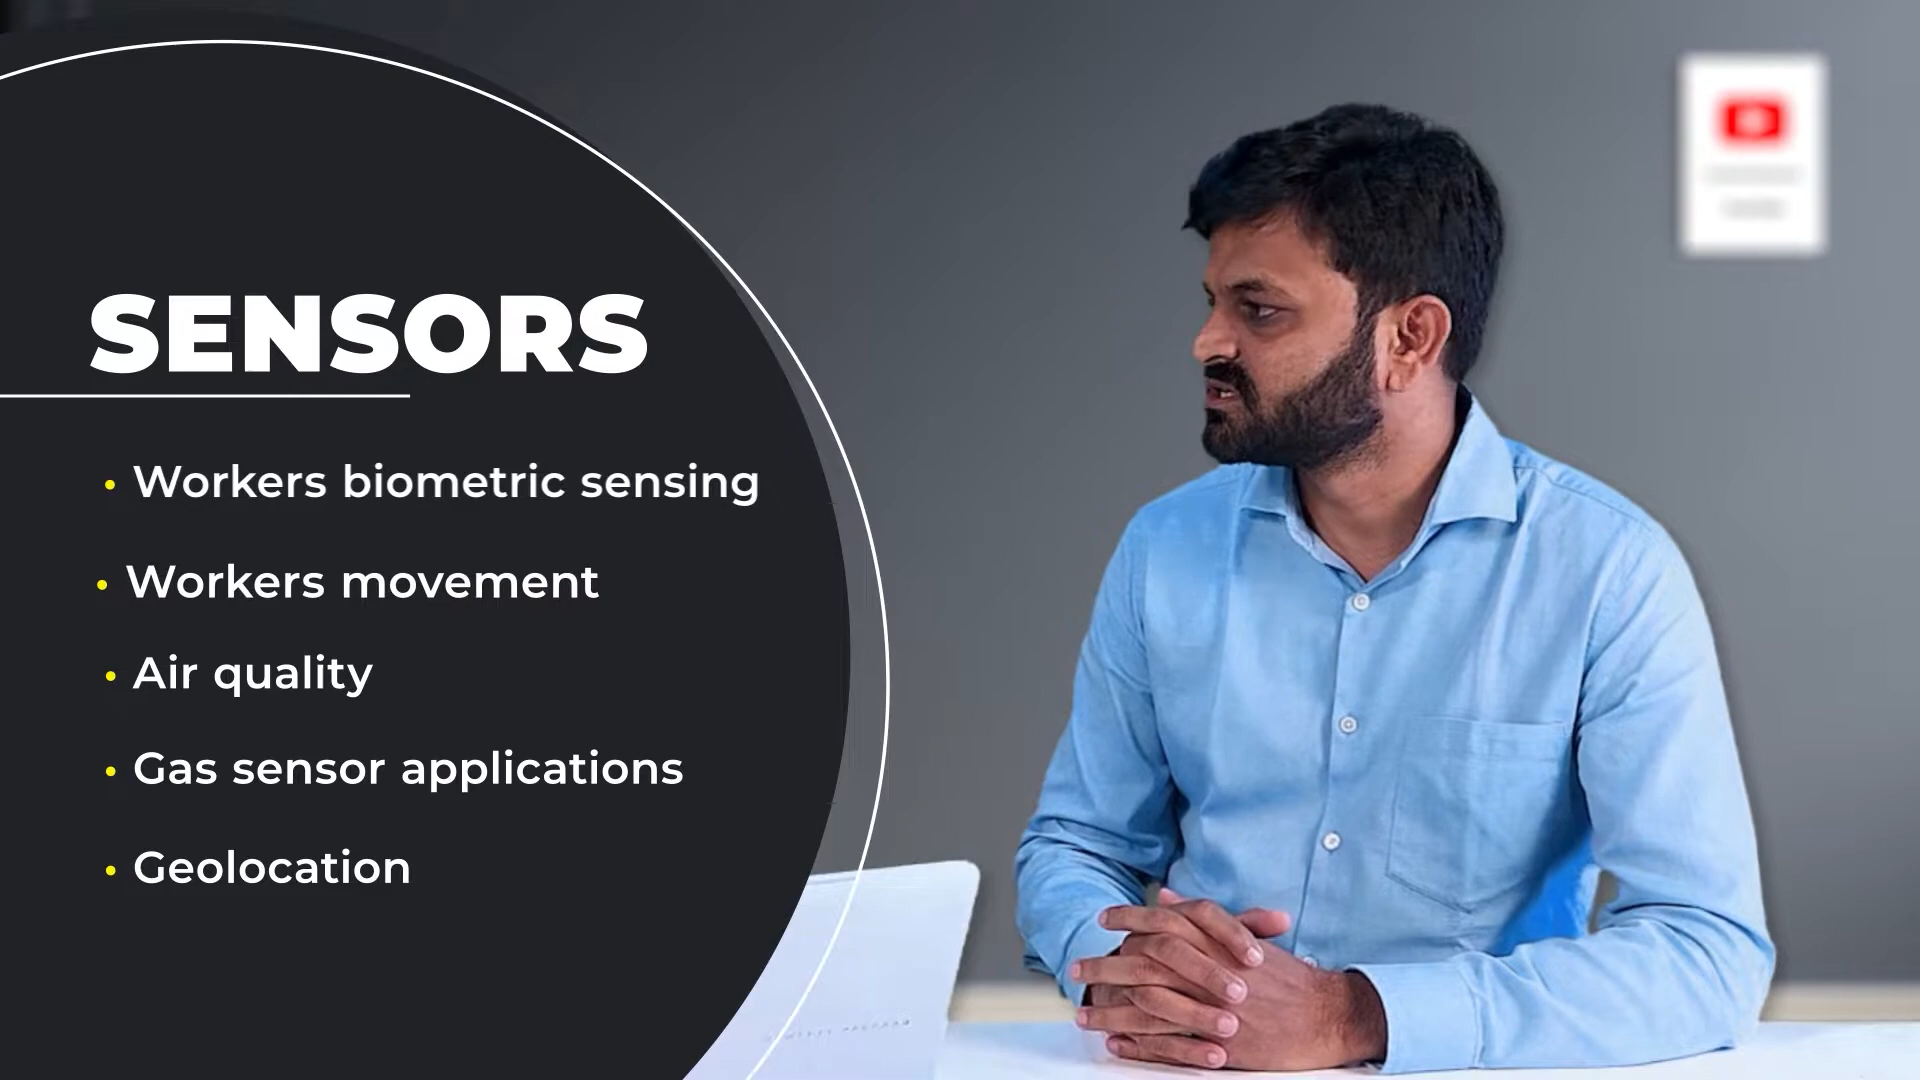 SENSORS
• Workers biometric sensing
• Workers movement
• Air quality
• Gas sensor applications
• Geolocation